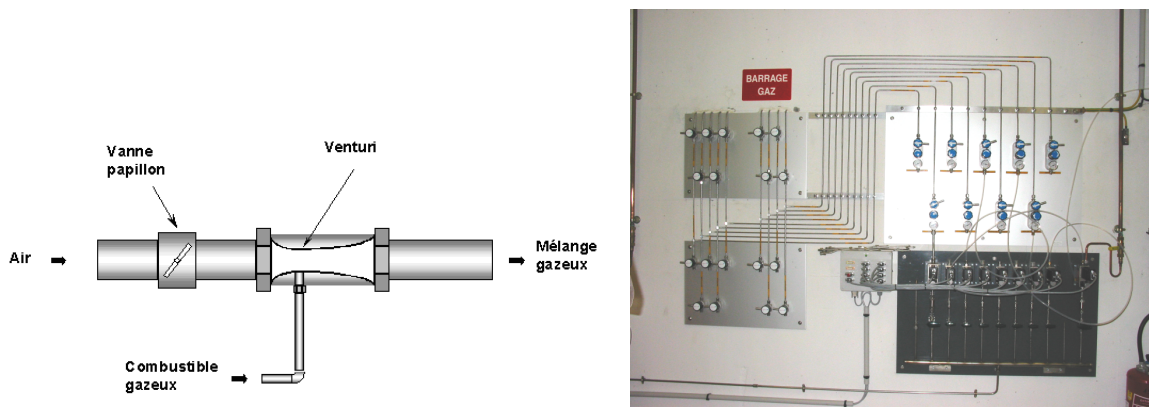 Vanne
papillon
Venturi
Air
Mélange
gazeux
Combustible
gazeux
BARRAGE
GAZ